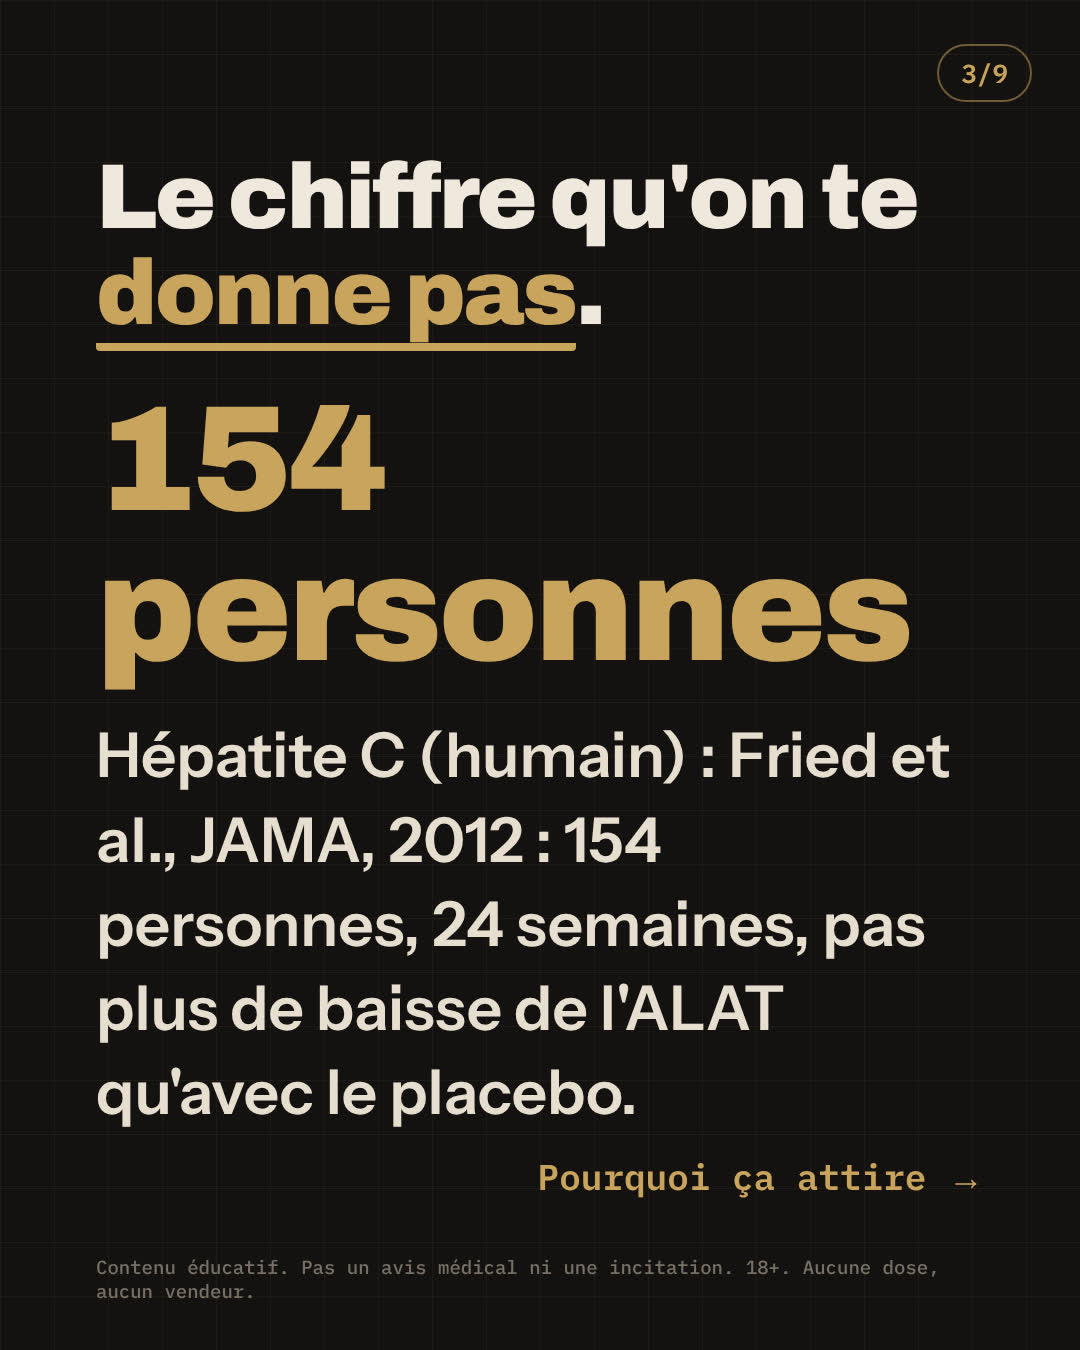 3/9
Le chiffre qu'on te
donne pas.
154
personnes
Hépatite C (humain) : Fried et
al., JAMA, 2012 : 154
personnes, 24 semaines, pas
plus de baisse de l'ALAT
qu'avec le placebo.
Pourquoi ça attire →
Contenu éducatif. Pas un avis médical ni une incitation. 18+. Aucune dose,
aucun vendeur.